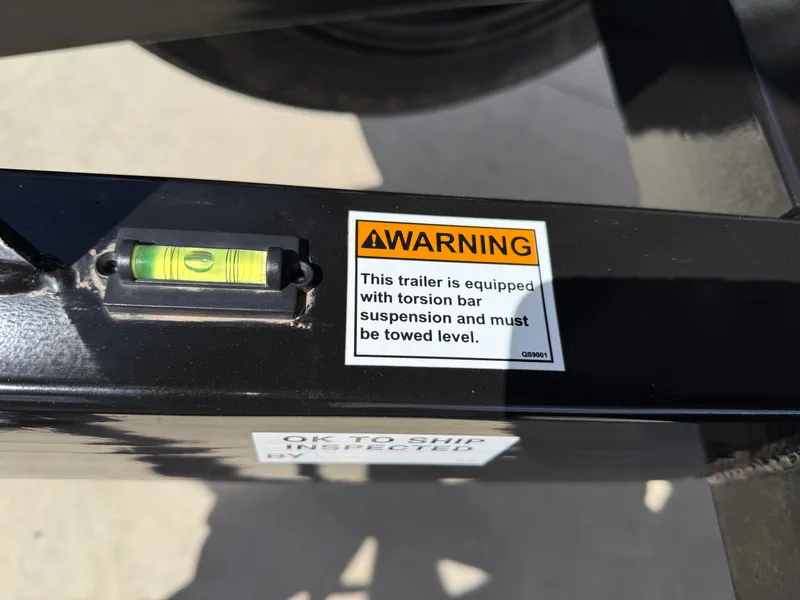 WARNING
This trailer is equipped
with torsion bar
suspension and must
be towed level.
QS9001
OK TO SHIP
INSPECTED
BY